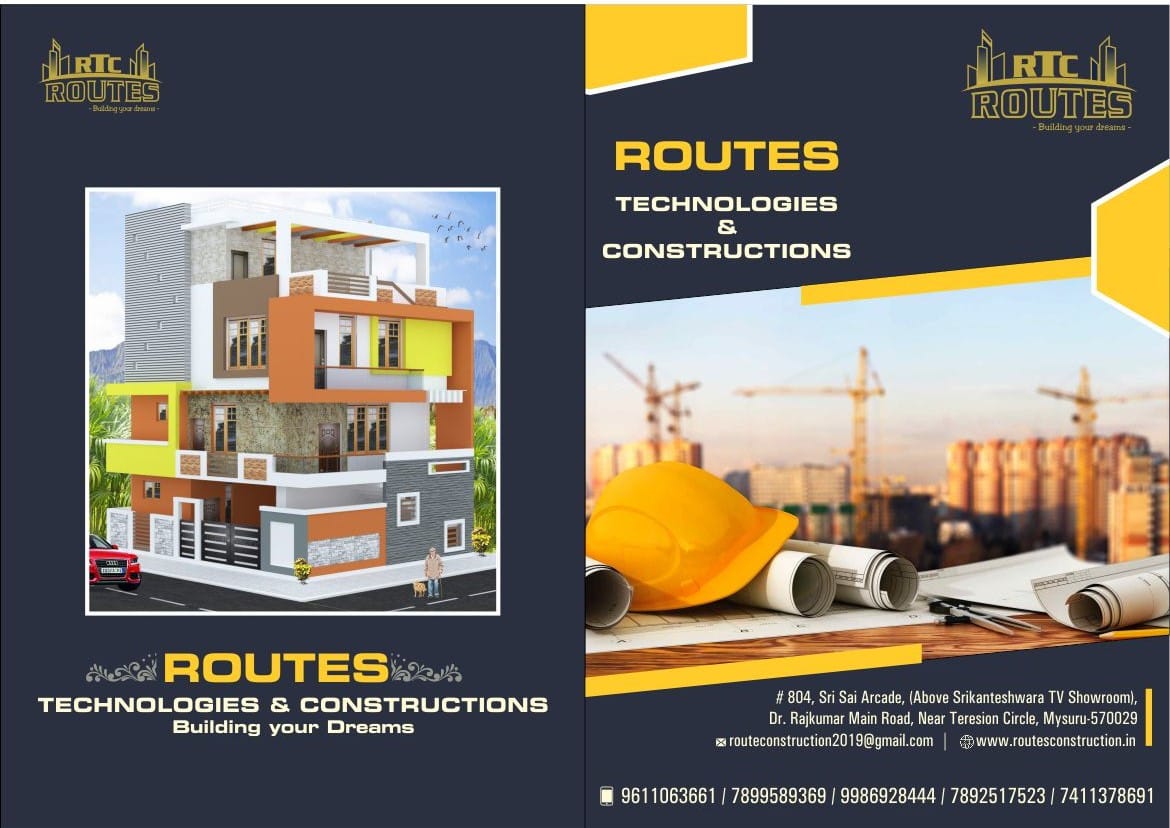 RTC
ROUTES
- Building your dreams -
ROUTES
TECHNOLOGIES & CONSTRUCTIONS
Building your Dreams
RTC
ROUTES
- Building your dreams -
ROUTES
TECHNOLOGIES
&
CONSTRUCTIONS
# 804, Sri Sai Arcade, (Above Srikanteshwara TV Showroom),
Dr. Rajkumar Main Road, Near Teresion Circle, Mysuru-570029
routeconstruction2019@gmail.com | www.routesconstruction.in
9611063661 / 7899589369 / 9986928444 / 7892517523 / 7411378691